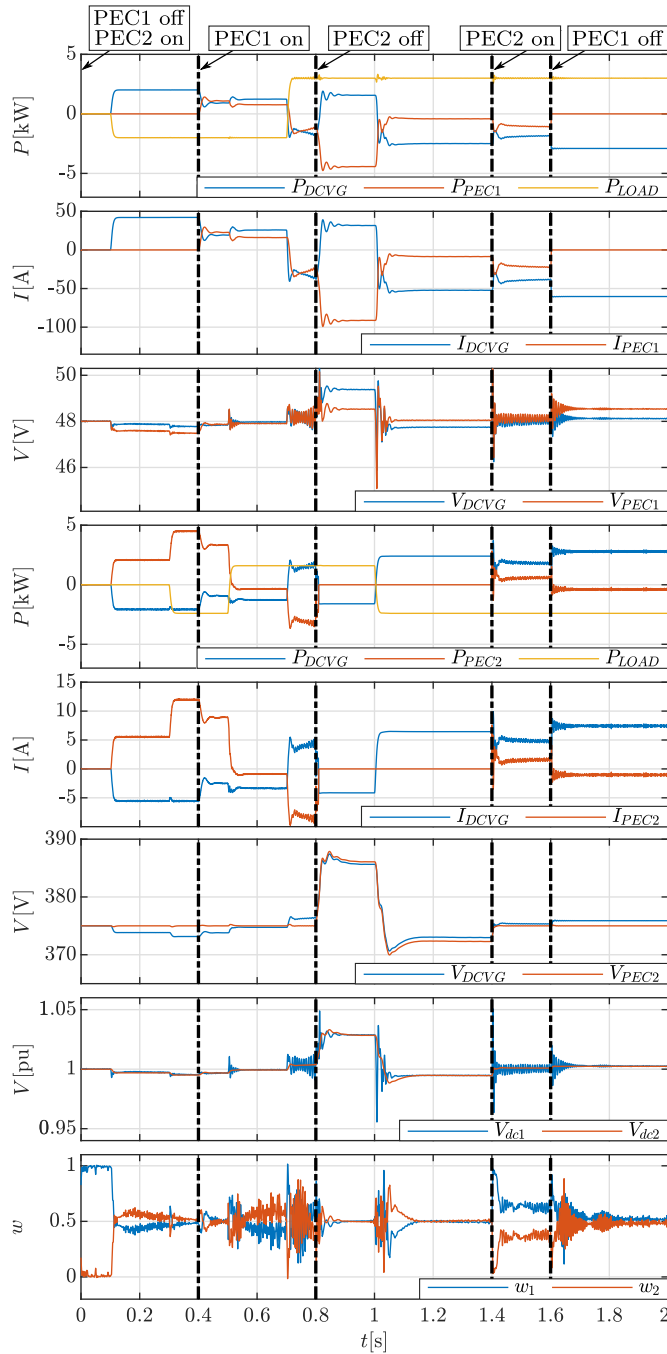 PEC1 off
PEC2 on
PEC1 on
PEC2 off
PEC2 on
PEC1 off
P[kW]
5
0
-5
P_DCVG P_PEC1 P_LOAD
I[A]
50
0
-50
-100
I_DCVG I_PEC1
V[V]
50
48
46
V_DCVG V_PEC1
P[kW]
5
0
-5
P_DCVG P_PEC2 P_LOAD
I[A]
15
10
5
0
-5
I_DCVG I_PEC2
V[V]
390
370
V_DCVG V_PEC2
V[pu]
1.05
1
0.95
V_dc1 V_dc2
w
1
0.5
0
w_1 w_2
0 0.2 0.4 0.6 0.8 1 1.2 1.4 1.6 1.8 2
t[s]